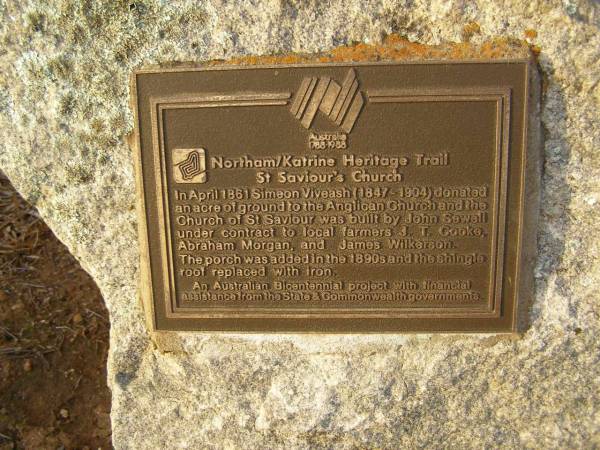 Australia
1788-1988
Northam/Katrine Heritage Trail
St Saviour's Church
In April 1861 Simeon Viveash (1847-1904) donated
an acre of ground to the Anglican Church and the
Church of St Saviour was built by John Sewell
under contract to local farmers J. T. Cooke,
Abraham Morgan, and James Wilkerson.
The porch was added in the 1890s and the shingle
roof replaced with iron.
An Australian Bicentennial project with financial
assistance from the State & Commonwealth governments.